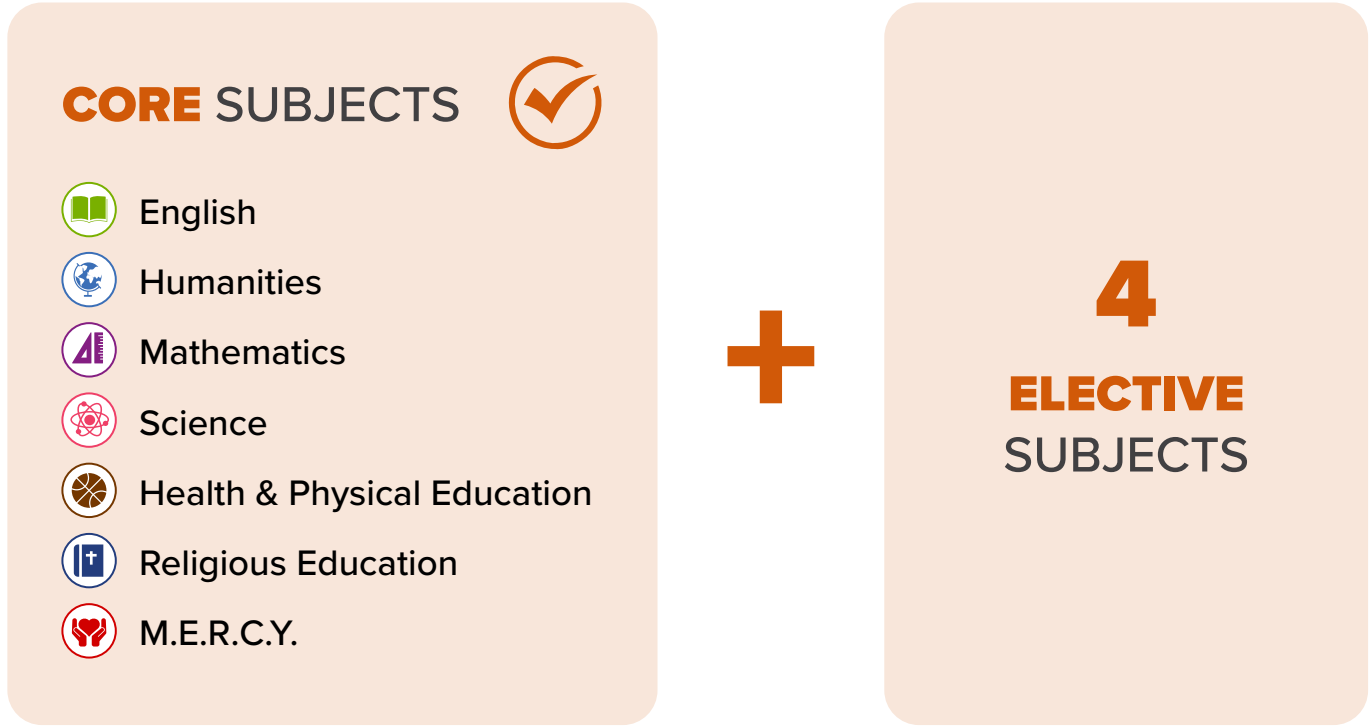 CORE SUBJECTS
English
Humanities
Mathematics
Science
Health & Physical Education
Religious Education
M.E.R.C.Y.
+
4
ELECTIVE
SUBJECTS